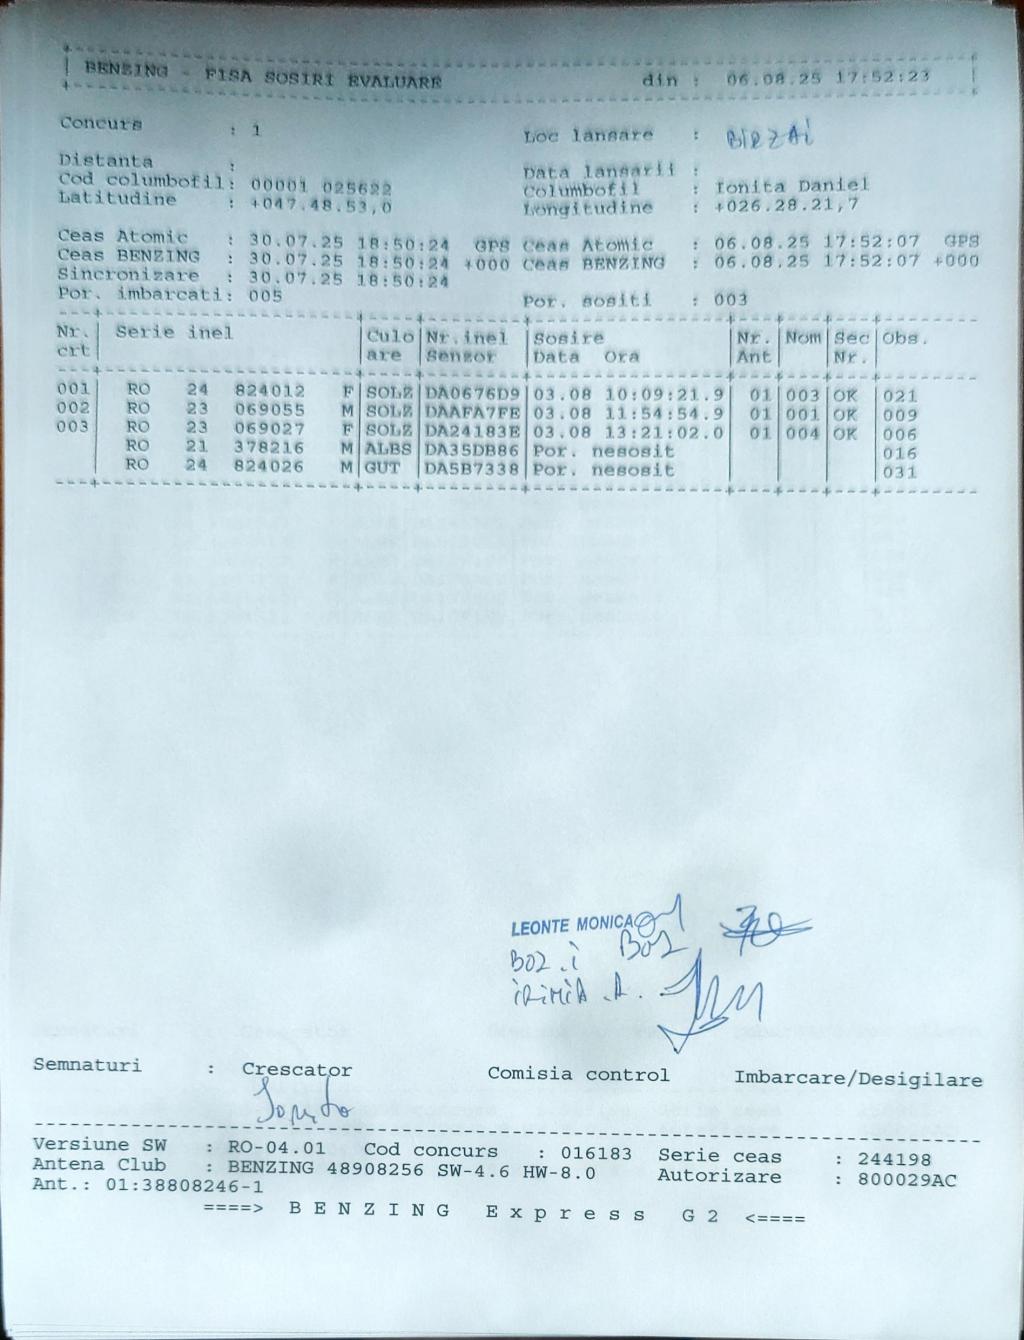 BENZING - FISA SOSIRI EVALUARE din : 06.08.25 17:52:23
Concurs : 1 Loc lansare : BIRZAI
Distanta : Data lansarii :
Cod columbofil: 00001 025622 Columbofil : Ionita Daniel
Latitudine : +047.48.53,0 Longitudine : +026.28.21,7
Ceas Atomic : 30.07.25 18:50:24 GPS Ceas Atomic : 06.08.25 17:52:07 GPS
Ceas BENZING : 30.07.25 18:50:24 +000 Ceas BENZING : 06.08.25 17:52:07 +000
Sincronizare : 30.07.25 18:50:24
Por. imbarcati: 005 Por. sositi : 003
Nr. Serie inel Culo Nr.inel Sosire Nr. Nom Sec Obs.
crt are Senzor Data Ora Ant Nr.
001 RO 24 824012 F SOLZ DA0676D9 03.08 10:09:21.9 01 003 OK 021
002 RO 23 069055 M SOLZ DAAFA7FE 03.08 11:54:54.9 01 001 OK 009
003 RO 23 069027 F SOLZ DA24183E 03.08 13:21:02.0 01 004 OK 006
RO 21 378216 M ALBS DA35DB86 Por. nesosit 016
RO 24 824026 M GUT DA5B7338 Por. nesosit 031
LEONTE MONICA
BOZ.i BOZ
iRiMiA .A.
Semnaturi : Crescator Comisia control Imbarcare/Desigilare
Versiune SW : RO-04.01 Cod concurs : 016183 Serie ceas : 244198
Antena Club : BENZING 48908256 SW-4.6 HW-8.0 Autorizare : 800029AC
Ant.: 01:38808246-1
====> B E N Z I N G E x p r e s s G 2 <====